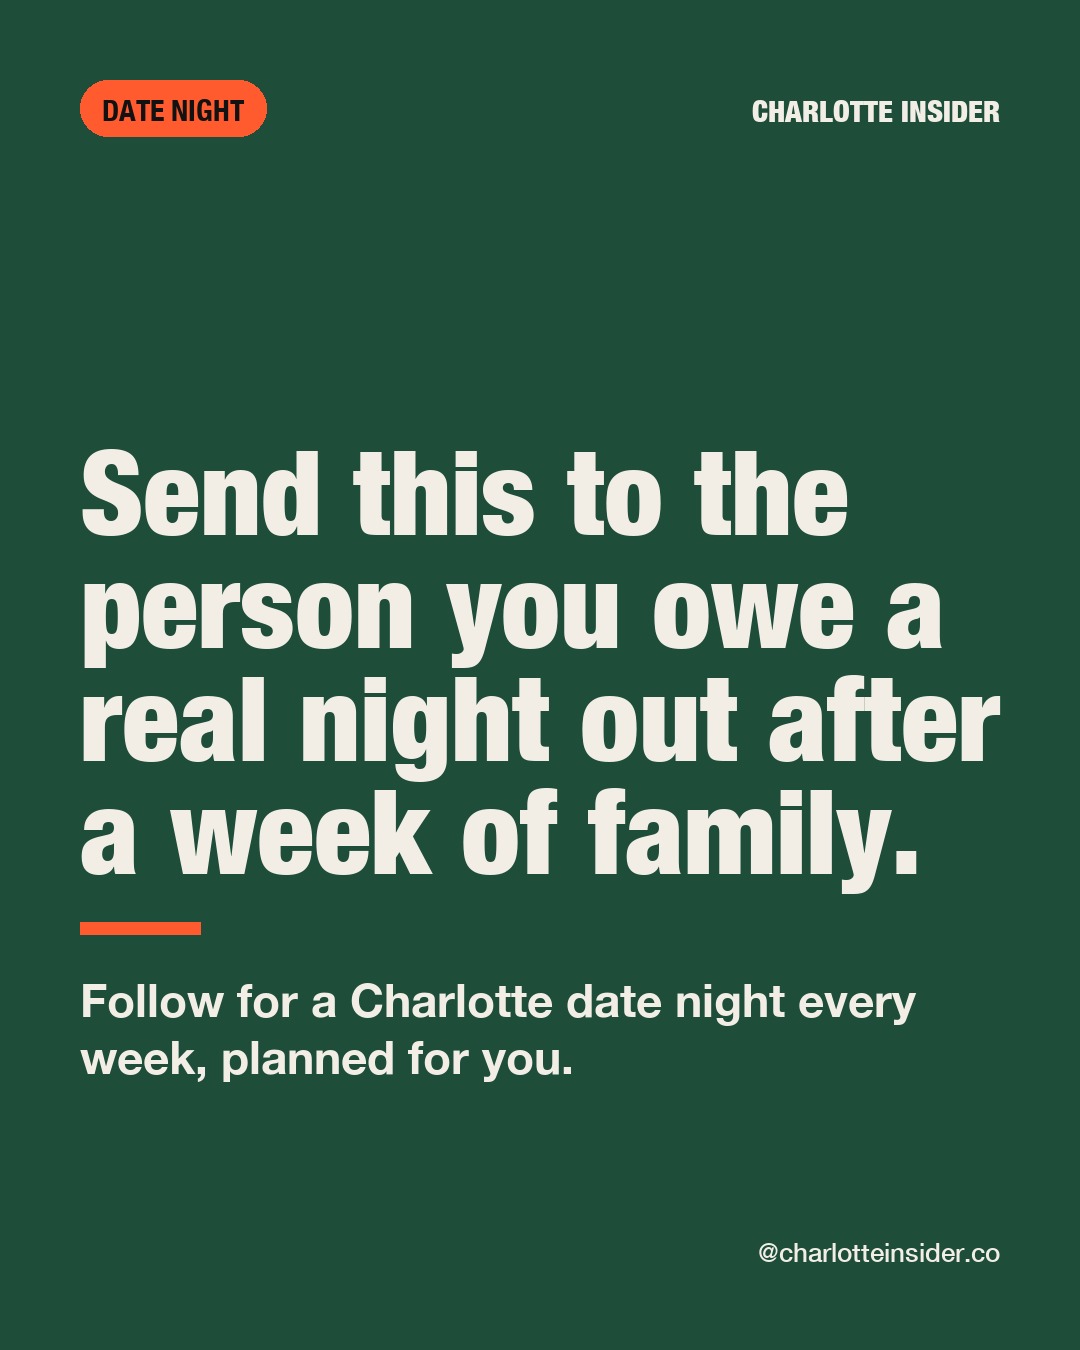 DATE NIGHT
CHARLOTTE INSIDER
Send this to the
person you owe a
real night out after
a week of family.
Follow for a Charlotte date night every
week, planned for you.
@charlotteinsider.co